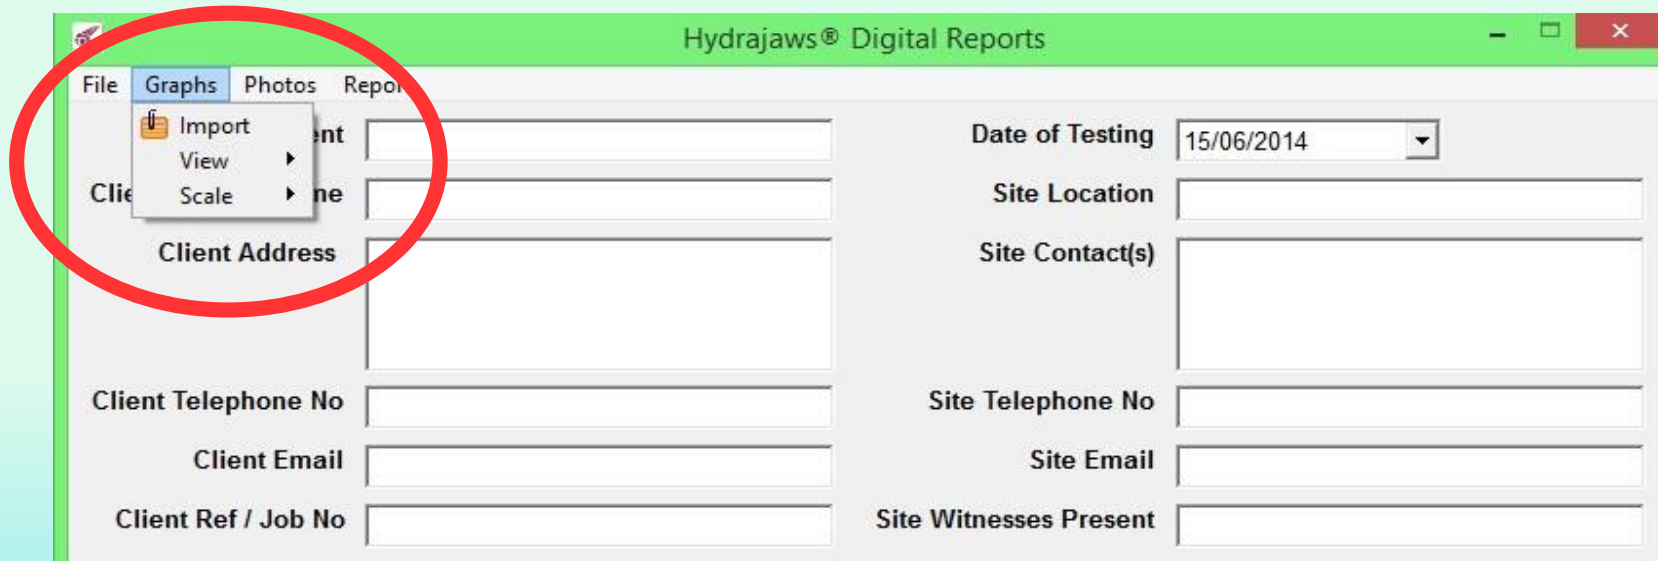 Hydrajaws® Digital Reports
File Graphs Photos
Import
View
Scale
Date of Testing 15/06/2014
Site Location
Client Address
Site Contact(s)
Client Telephone No
Site Telephone No
Client Email
Site Email
Client Ref / Job No
Site Witnesses Present